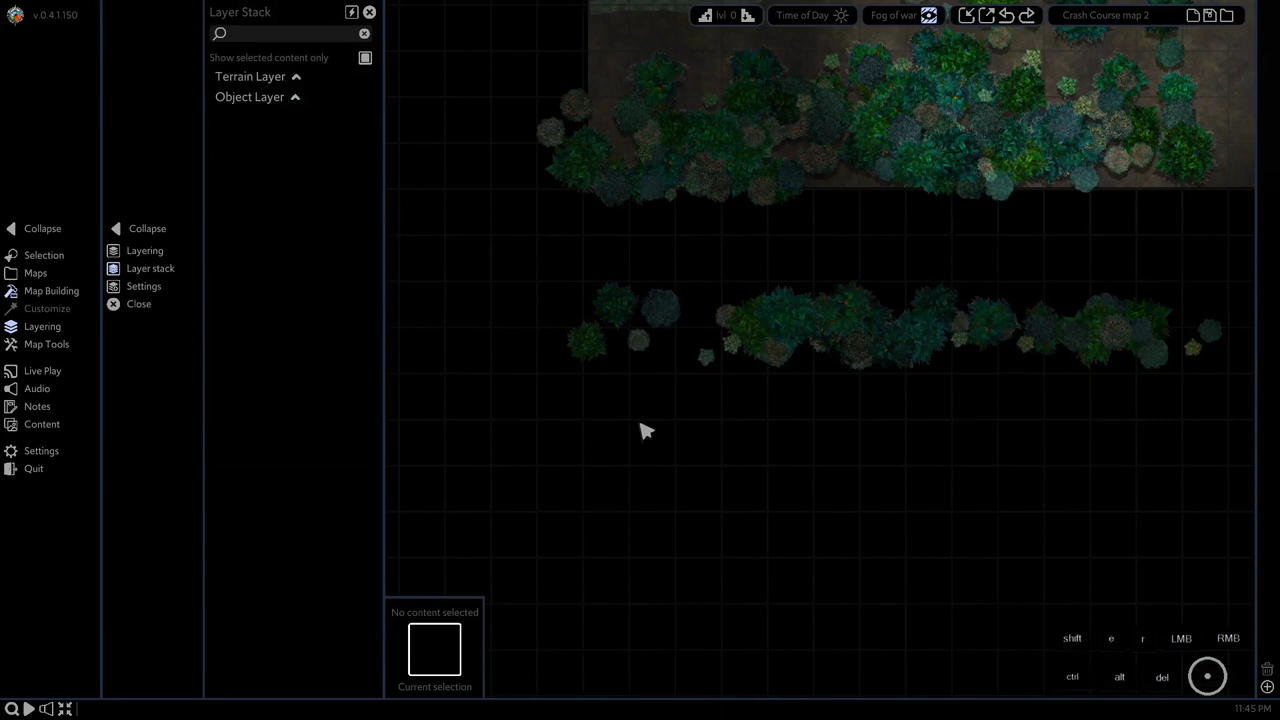 v.0.4.1.150
Layer Stack
Show selected content only
Terrain Layer
Object Layer
lvl 0
Time of Day
Fog of war
Crash Course map 2
Collapse
Selection
Maps
Map Building
Customize
Layering
Map Tools
Live Play
Audio
Notes
Content
Settings
Quit
Collapse
Layering
Layer stack
Settings
Close
No content selected
Current selection
shift e r LMB RMB
ctrl alt del
11:45 PM